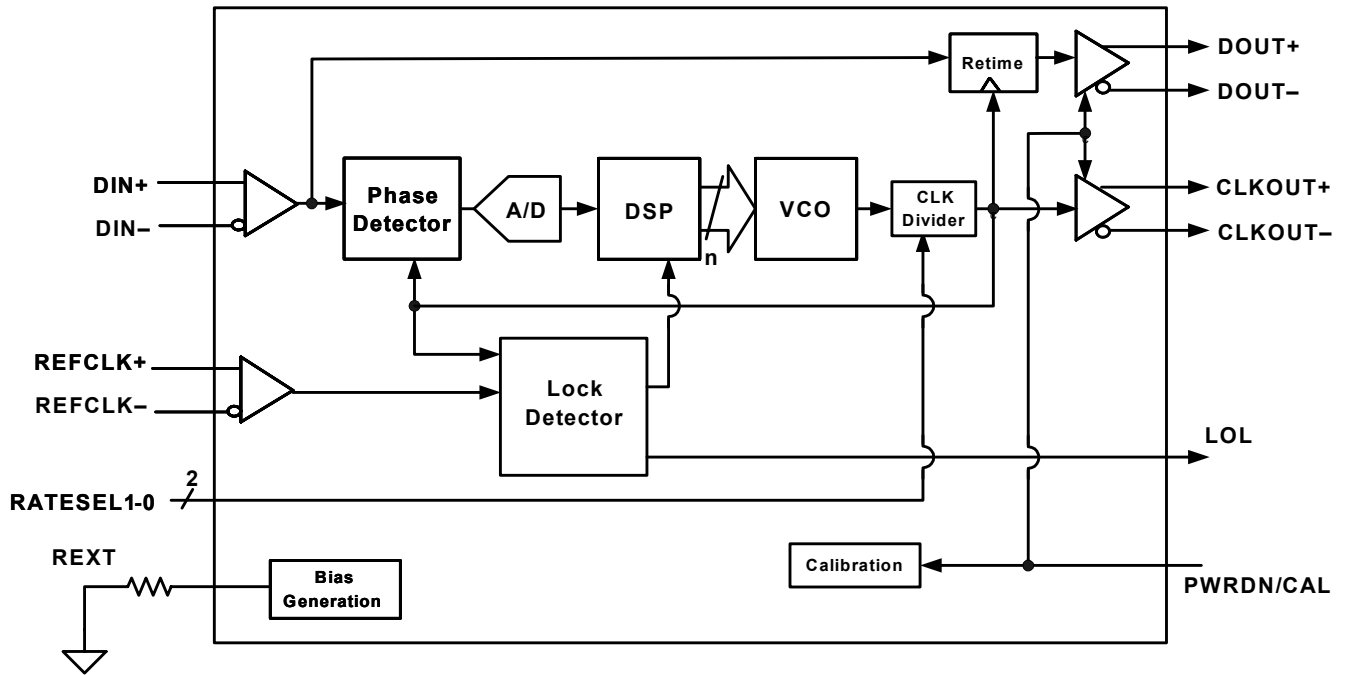 DOUT+
Retime
DOUT–
DIN+
DIN–
Phase
Detector
A/D
DSP
n
VCO
CLK
Divider
CLKOUT+
CLKOUT–
REFCLK+
REFCLK–
Lock
Detector
LOL
2
RATESEL1-0
REXT
Bias
Generation
Calibration
PWRDN/CAL